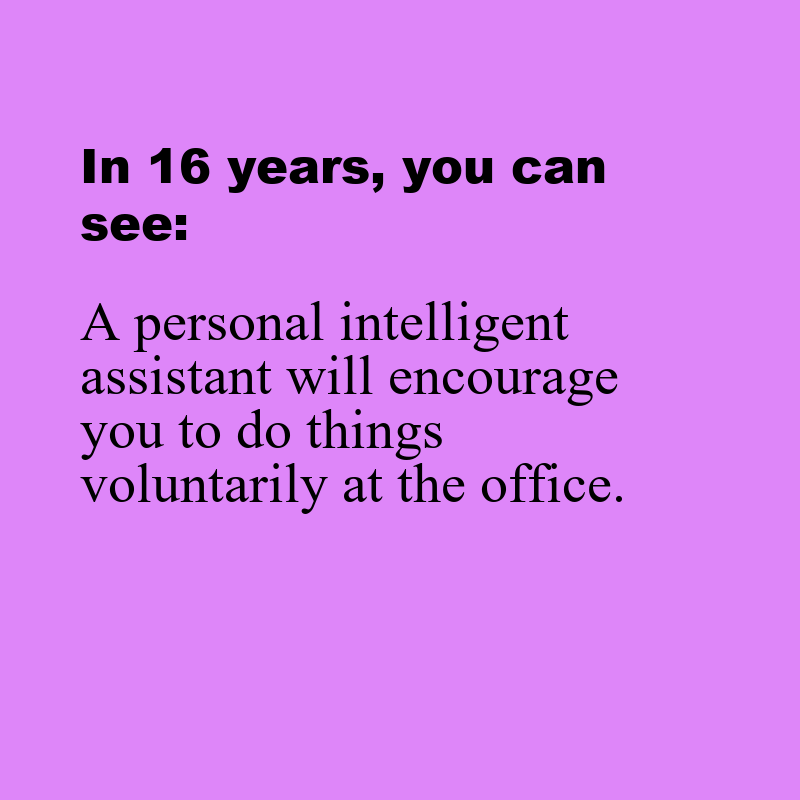 In 16 years, you can
see:
A personal intelligent
assistant will encourage
you to do things
voluntarily at the office.